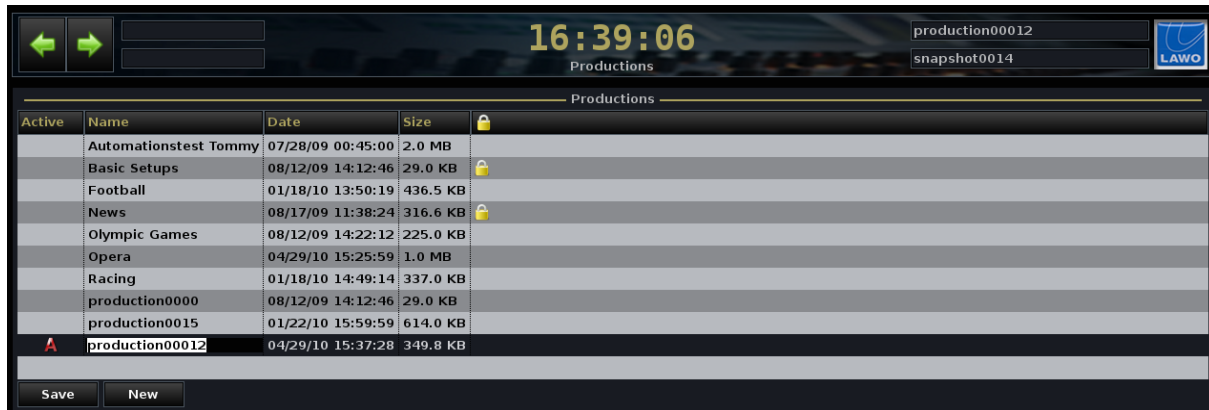 16:39:06
Productions
production00012
snapshot0014
LAWO
Productions
Active Name Date Size
Automationstest Tommy 07/28/09 00:45:00 2.0 MB
Basic Setups 08/12/09 14:12:46 29.0 KB
Football 01/18/10 13:50:19 436.5 KB
News 08/17/09 11:38:24 316.6 KB
Olympic Games 08/12/09 14:22:12 225.0 KB
Opera 04/29/10 15:25:59 1.0 MB
Racing 01/18/10 14:49:14 337.0 KB
production0000 08/12/09 14:12:46 29.0 KB
production0015 01/22/10 15:59:59 614.0 KB
A production00012 04/29/10 15:37:28 349.8 KB
Save New